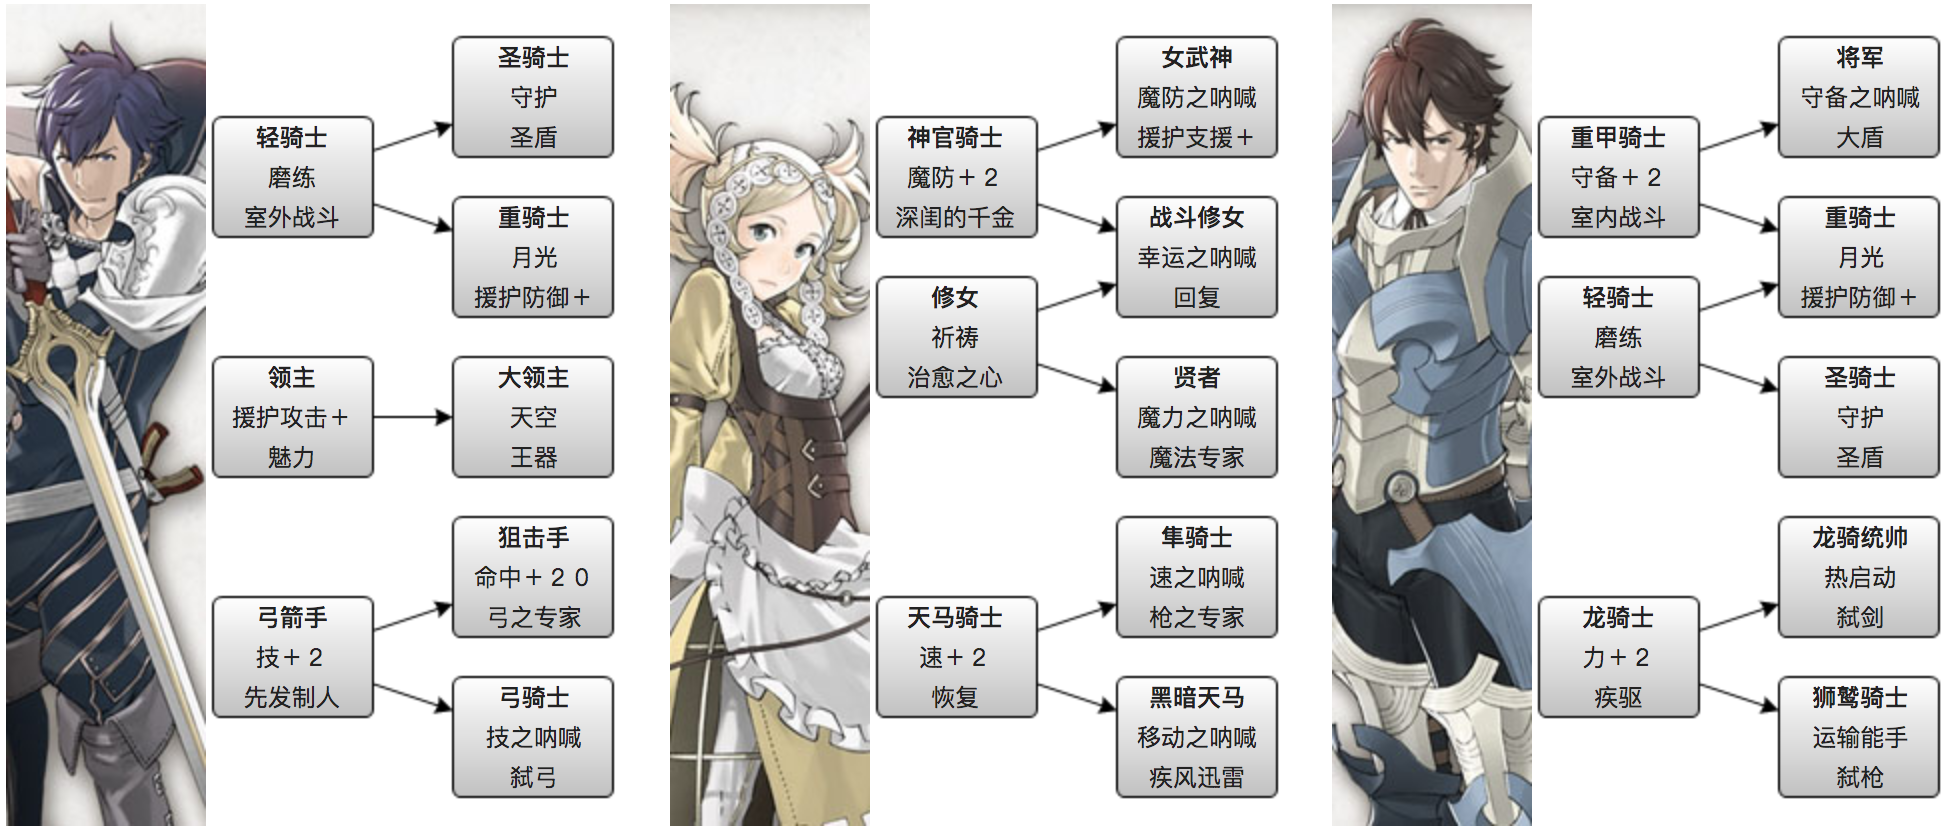 轻骑士
磨练
室外战斗
圣骑士
守护
圣盾
重骑士
月光
援护防御＋
领主
援护攻击＋
魅力
大领主
天空
王器
弓箭手
技＋２
先发制人
狙击手
命中＋２０
弓之专家
弓骑士
技之呐喊
弑弓
神官骑士
魔防＋２
深闺的千金
女武神
魔防之呐喊
援护支援＋
战斗修女
幸运之呐喊
回复
修女
祈祷
治愈之心
贤者
魔力之呐喊
魔法专家
天马骑士
速＋２
恢复
隼骑士
速之呐喊
枪之专家
黑暗天马
移动之呐喊
疾风迅雷
重甲骑士
守备＋２
室内战斗
将军
守备之呐喊
大盾
重骑士
月光
援护防御＋
轻骑士
磨练
室外战斗
圣骑士
守护
圣盾
龙骑士
力＋２
疾驱
龙骑统帅
热启动
弑剑
狮鹫骑士
运输能手
弑枪